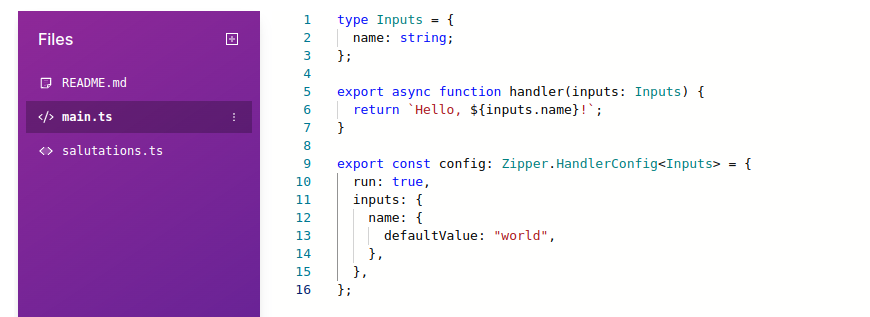 Files
README.md
main.ts
salutations.ts
1 type Inputs = {
2   name: string;
3 };
4
5 export async function handler(inputs: Inputs) {
6   return `Hello, ${inputs.name}!`;
7 }
8
9 export const config: Zipper.HandlerConfig<Inputs> = {
10   run: true,
11   inputs: {
12     name: {
13       defaultValue: "world",
14     },
15   },
16 };